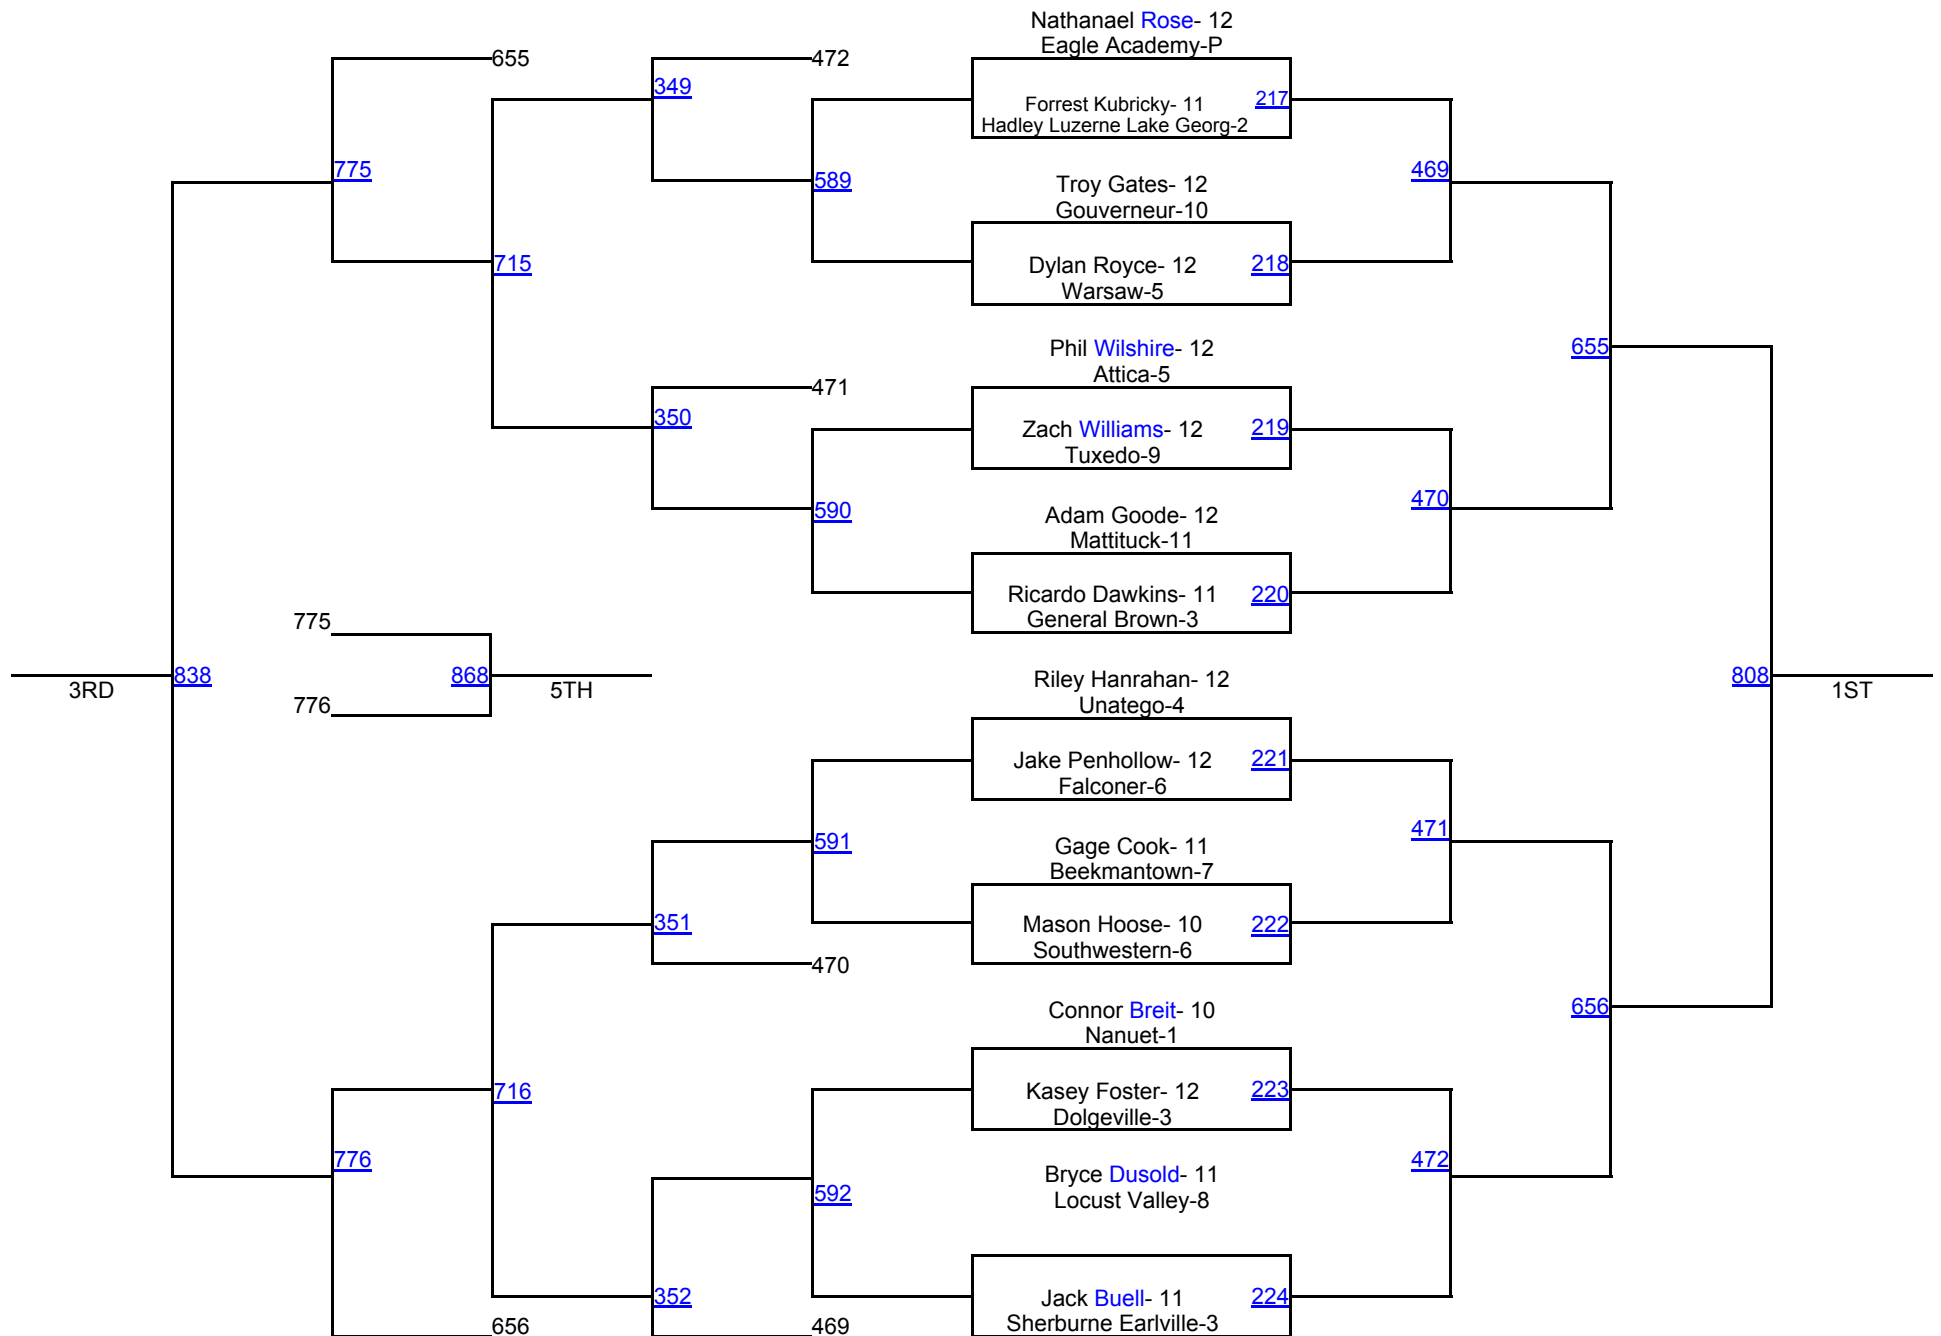 Nathanael Rose- 12
Eagle Academy-P
655
472
349
Forrest Kubricky- 11
217
Hadley Luzerne Lake Georg-2
775
589
Troy Gates- 12
469
Gouverneur-10
715
Dylan Royce- 12
218
Warsaw-5
Phil Wilshire- 12
655
Attica-5
471
350
Zach Williams- 12
219
Tuxedo-9
590
Adam Goode- 12
470
Mattituck-11
Ricardo Dawkins- 11
220
General Brown-3
775
838
868
Riley Hanrahan- 12
808
3RD
5TH
1ST
776
Unatego-4
Jake Penhollow- 12
221
Falconer-6
591
Gage Cook- 11
471
Beekmantown-7
351
Mason Hoose- 10
222
Southwestern-6
470
Connor Breit- 10
656
Nanuet-1
716
Kasey Foster- 12
223
Dolgeville-3
776
Bryce Dusold- 11
472
592
Locust Valley-8
352
Jack Buell- 11
224
656
469
Sherburne Earlville-3